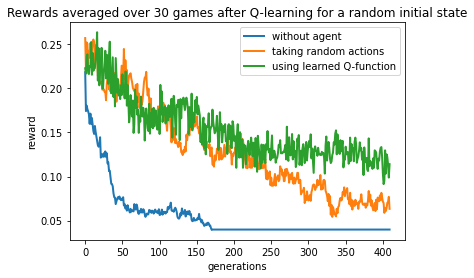 Rewards averaged over 30 games after Q-learning for a random initial state
without agent
taking random actions
using learned Q-function
reward
0.25
0.20
0.15
0.10
0.05
0 50 100 150 200 250 300 350 400
generations